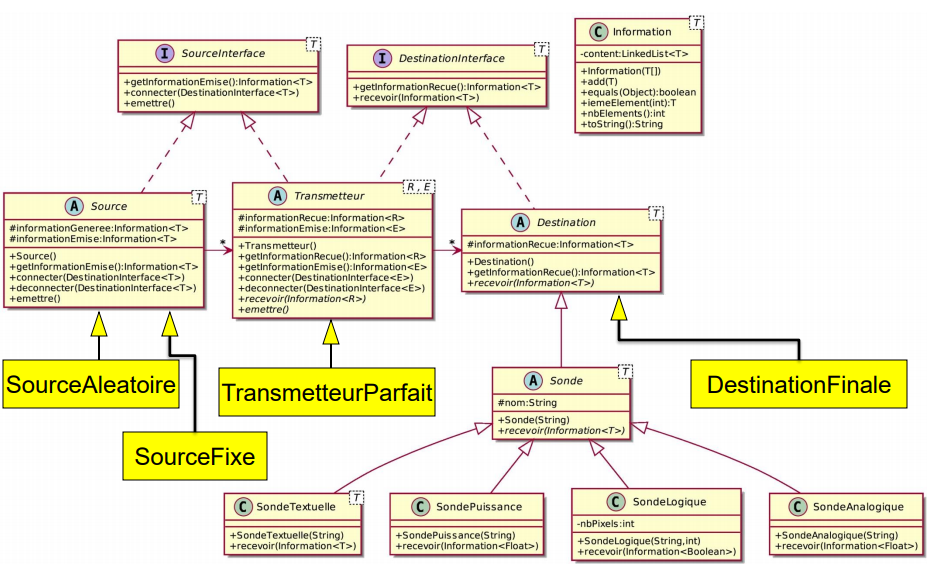 I SourceInterface T
+getInformationEmise():Information<T>
+connecter(DestinationInterface<T>)
+emettre()
I DestinationInterface T
+getInformationRecue():Information<T>
+recevoir(Information<T>)
C Information T
-content:LinkedList<T>
+Information(T[])
+add(T)
+equals(Object):boolean
+iemeElement(int):T
+nbElements():int
+toString():String
A Source T
#informationGeneree:Information<T>
#informationEmise:Information<T>
+Source()
+getInformationEmise():Information<T>
+connecter(DestinationInterface<T>)
+deconnecter(DestinationInterface<T>)
+emettre()
*
A Transmetteur R , E
#informationRecue:Information<R>
#informationEmise:Information<E>
+Transmetteur()
+getInformationRecue():Information<R>
+getInformationEmise():Information<E>
+connecter(DestinationInterface<E>)
+deconnecter(DestinationInterface<E>)
+recevoir(Information<R>)
+emettre()
*
A Destination T
#informationRecue:Information<T>
+Destination()
+getInformationRecue():Information<T>
+recevoir(Information<T>)
SourceAleatoire
SourceFixe
TransmetteurParfait
DestinationFinale
A Sonde T
#nom:String
+Sonde(String)
+recevoir(Information<T>)
C SondeTextuelle T
+SondeTextuelle(String)
+recevoir(Information<T>)
C SondePuissance
+SondePuissance(String)
+recevoir(Information<Float>)
C SondeLogique
-nbPixels:int
+SondeLogique(String,int)
+recevoir(Information<Boolean>)
C SondeAnalogique
+SondeAnalogique(String)
+recevoir(Information<Float>)